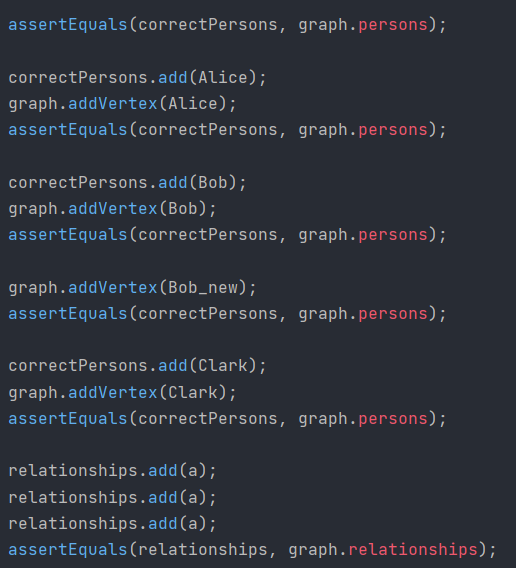 assertEquals(correctPersons, graph.persons);
correctPersons.add(Alice);
graph.addVertex(Alice);
assertEquals(correctPersons, graph.persons);
correctPersons.add(Bob);
graph.addVertex(Bob);
assertEquals(correctPersons, graph.persons);
graph.addVertex(Bob_new);
assertEquals(correctPersons, graph.persons);
correctPersons.add(Clark);
graph.addVertex(Clark);
assertEquals(correctPersons, graph.persons);
relationships.add(a);
relationships.add(a);
relationships.add(a);
assertEquals(relationships, graph.relationships);